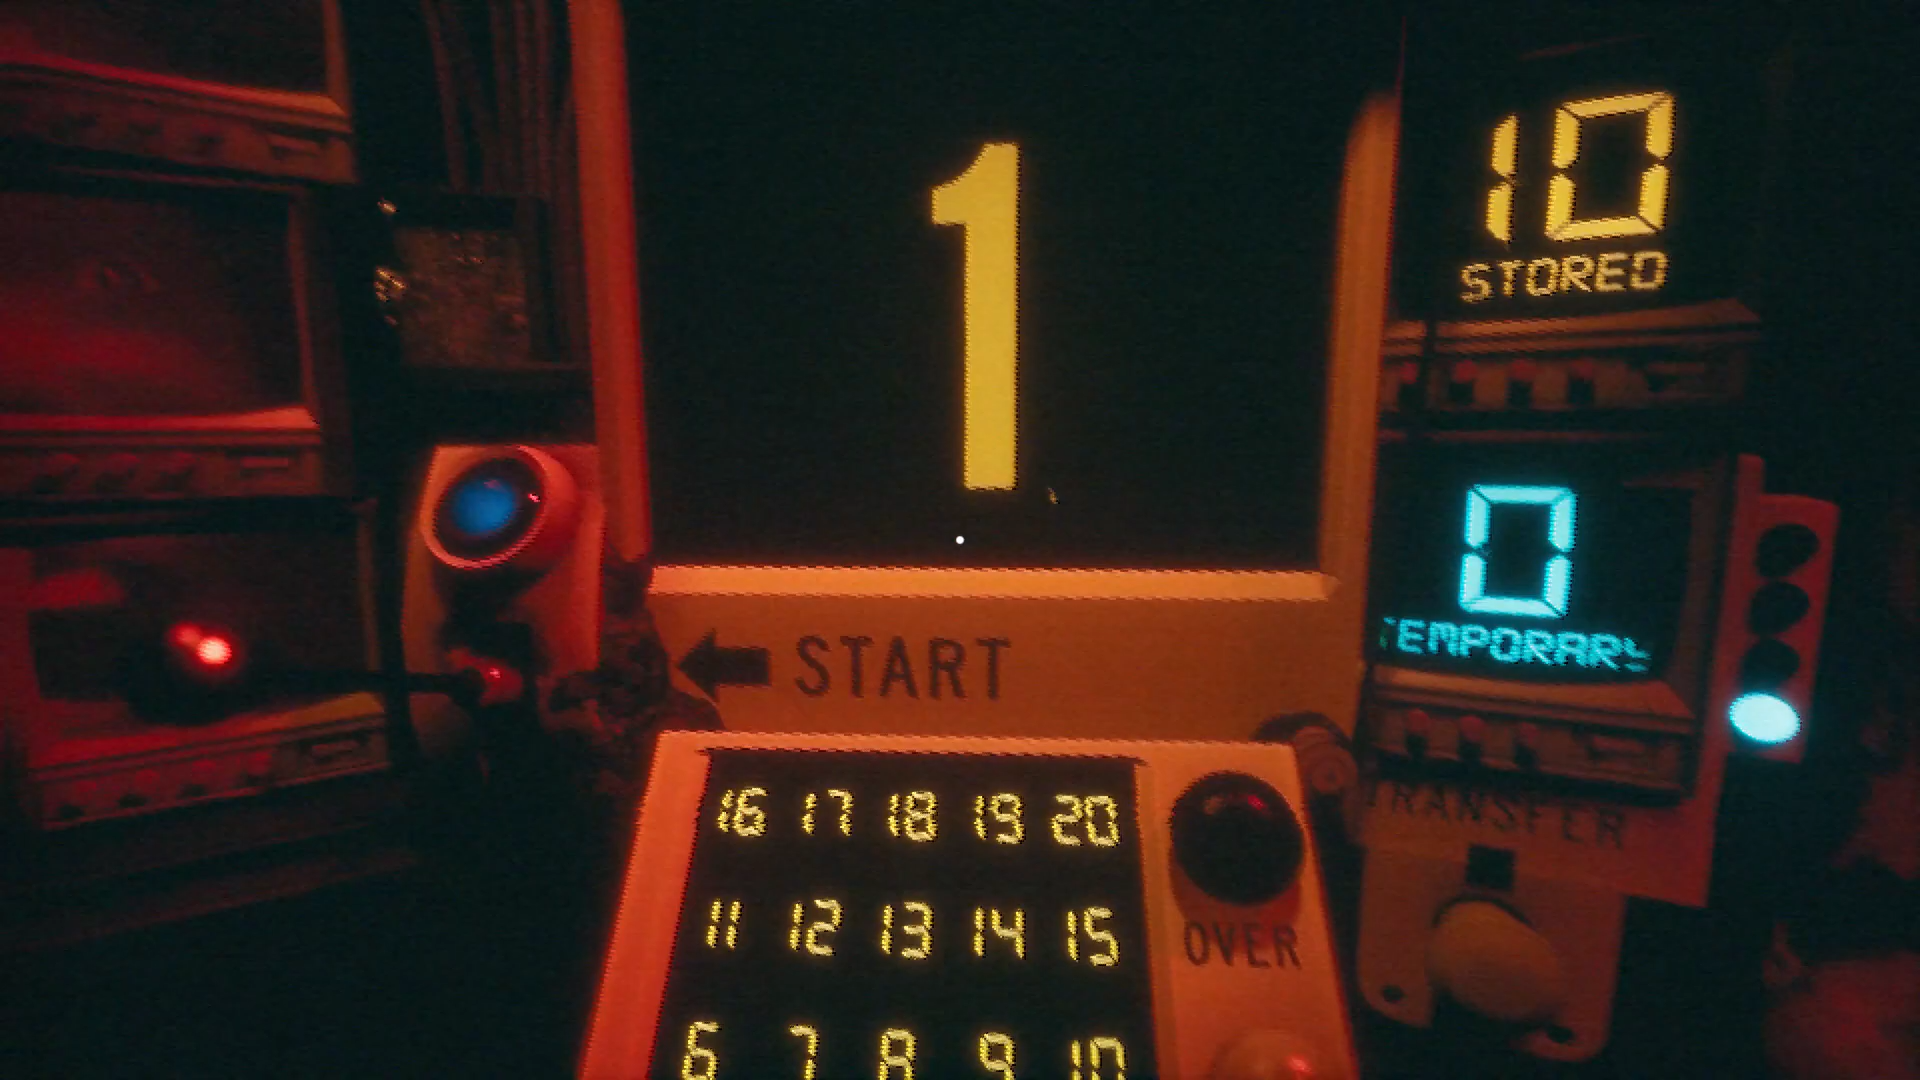 1
10
STORED
0
TEMPORARY
START
TRANSFER
16 17 18 19 20
11 12 13 14 15
OVER
6 7 8 9 10